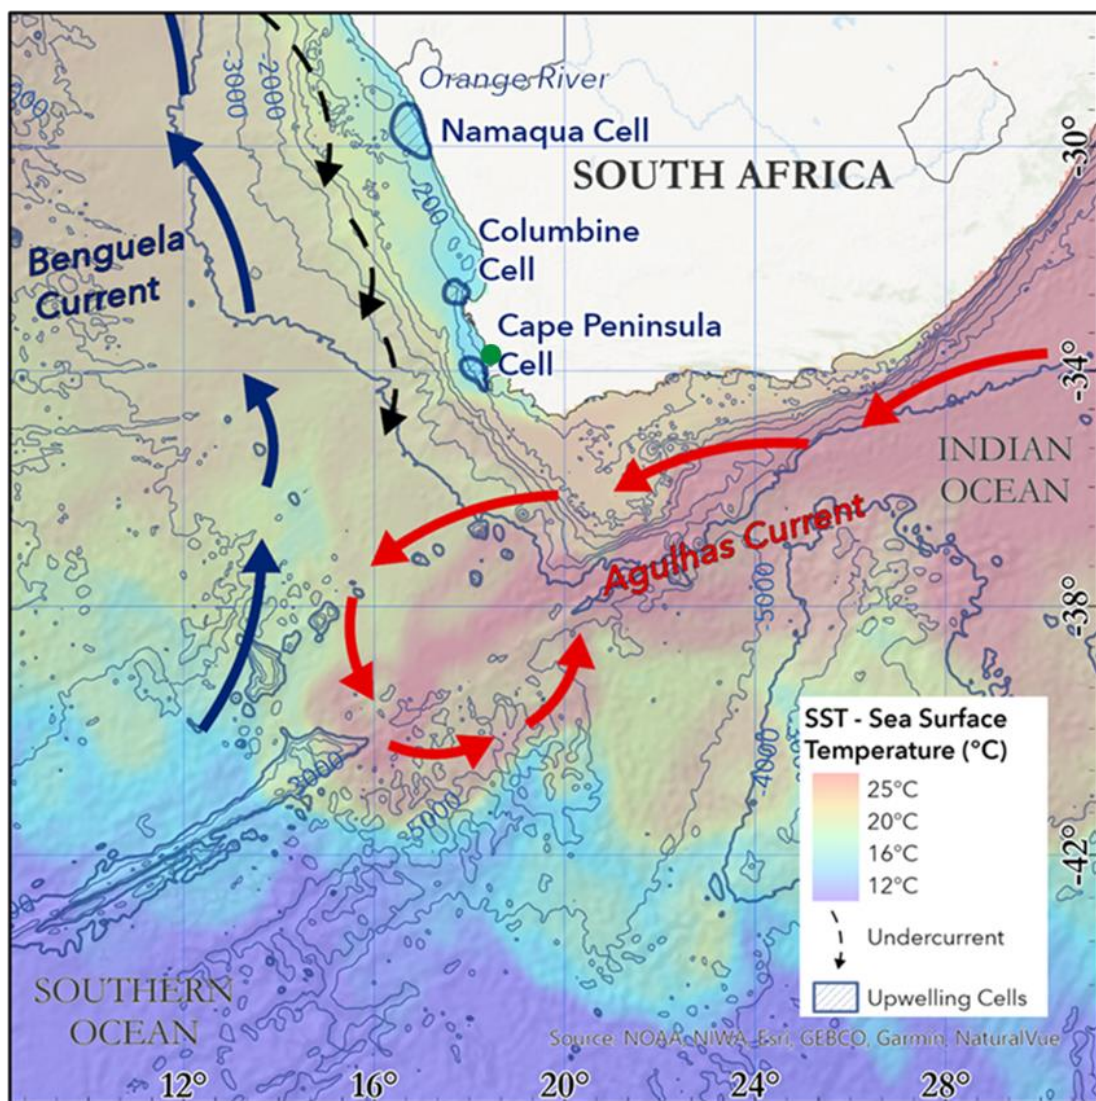 Orange River
Namaqua Cell
SOUTH AFRICA
Columbine
Cell
Cape Peninsula
Cell
Benguela
Current
INDIAN
OCEAN
Agulhas Current
SOUTHERN
OCEAN
-3000
-2000
200
-5000
-4000
-3000
-5000
-30°
-34°
-38°
-42°
SST - Sea Surface
Temperature (°C)
25°C
20°C
16°C
12°C
Undercurrent
Upwelling Cells
Source: NOAA, NIWA, Esri, GEBCO, Garmin, NaturalVue
12°
16°
20°
24°
28°